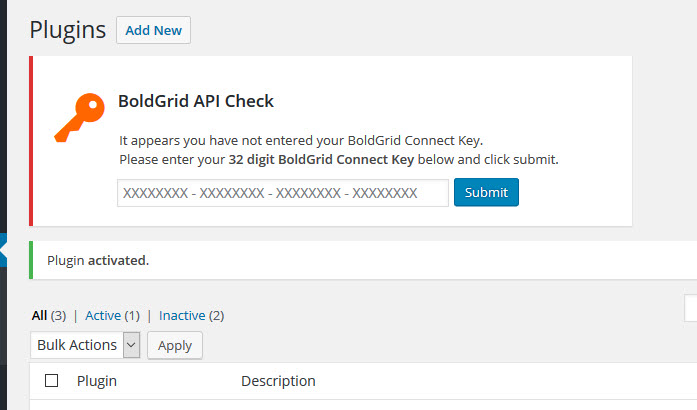 Plugins Add New
BoldGrid API Check
It appears you have not entered your BoldGrid Connect Key.
Please enter your 32 digit BoldGrid Connect Key below and click submit.
XXXXXXXX - XXXXXXXX - XXXXXXXX - XXXXXXXX Submit
Plugin activated.
All (3) | Active (1) | Inactive (2)
Bulk Actions Apply
Plugin Description